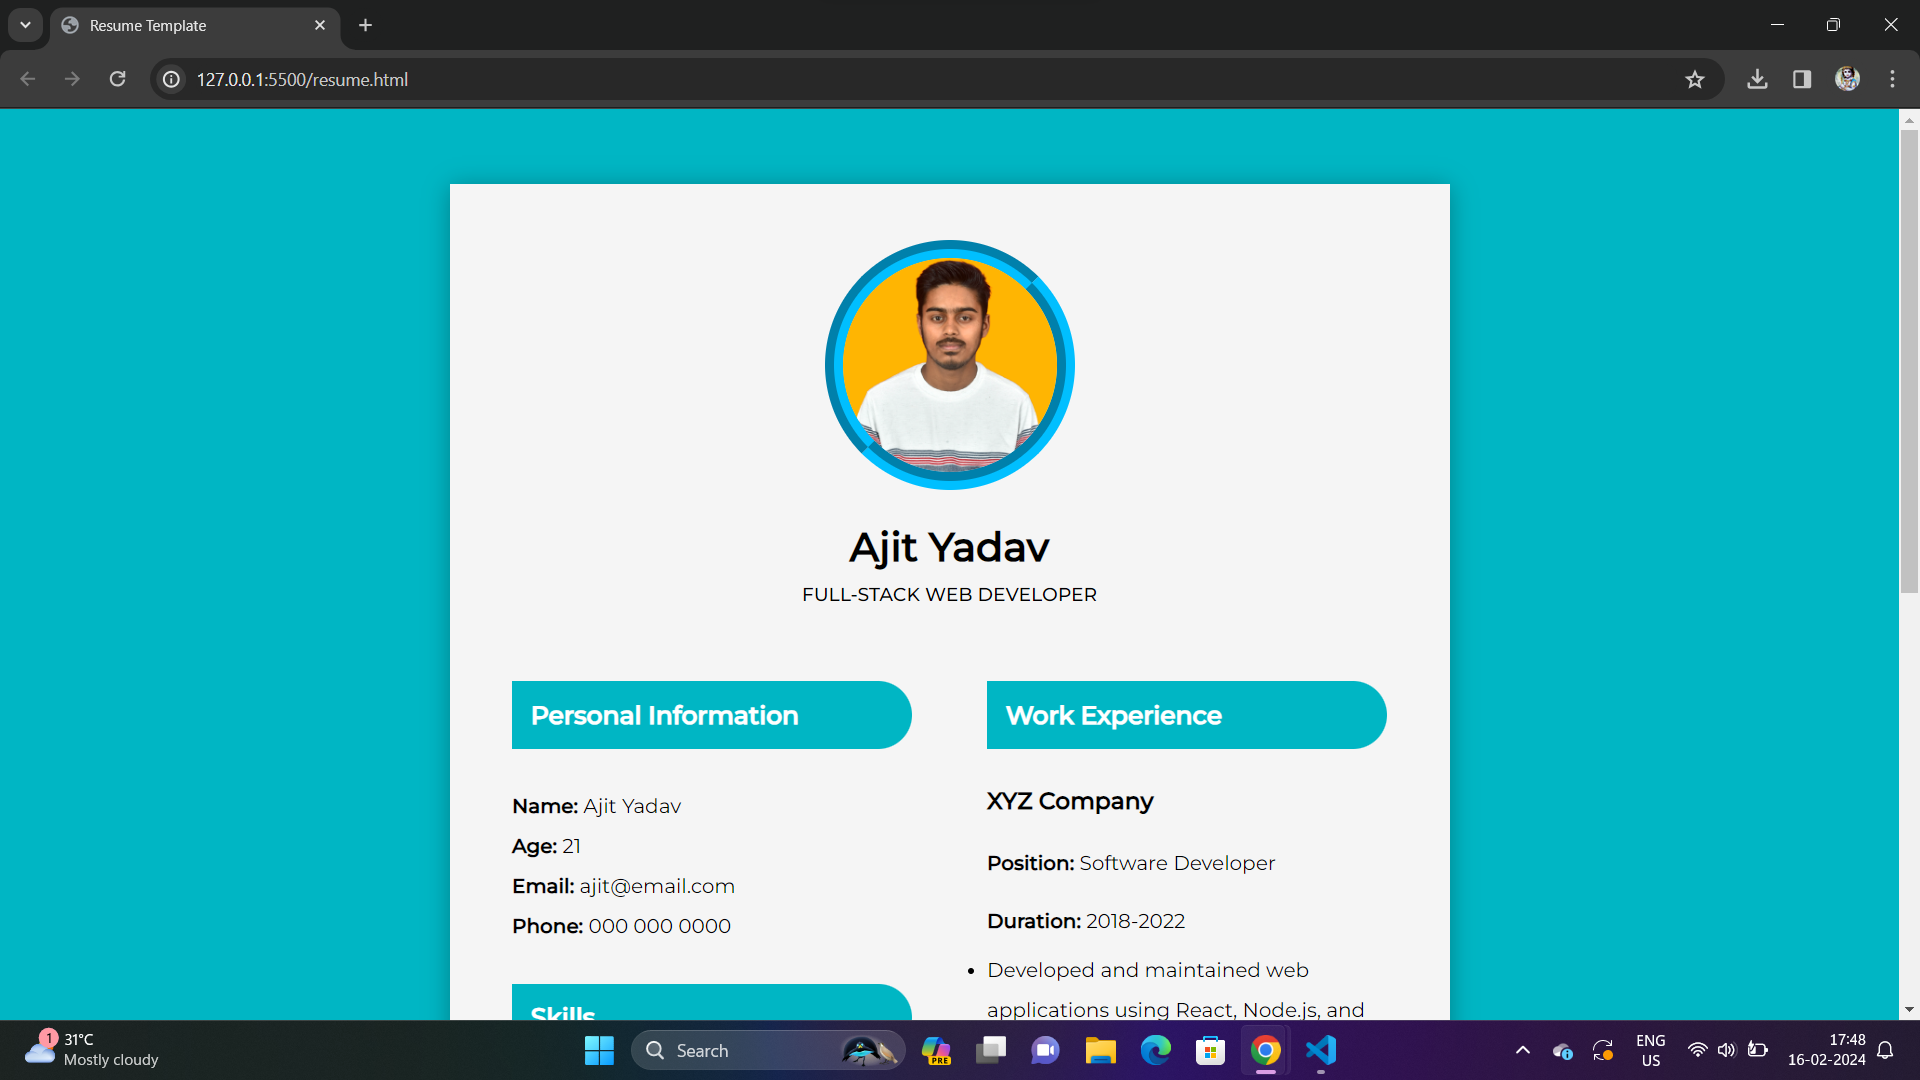 Resume Template
127.0.0.1:5500/resume.html
Ajit Yadav
FULL-STACK WEB DEVELOPER
Personal Information
Name: Ajit Yadav
Age: 21
Email: ajit@email.com
Phone: 000 000 0000
Skills
Work Experience
XYZ Company
Position: Software Developer
Duration: 2018-2022
• Developed and maintained web
applications using React, Node.js, and
1
31°C
Mostly cloudy
Search
PRE
ENG
US
17:48
16-02-2024